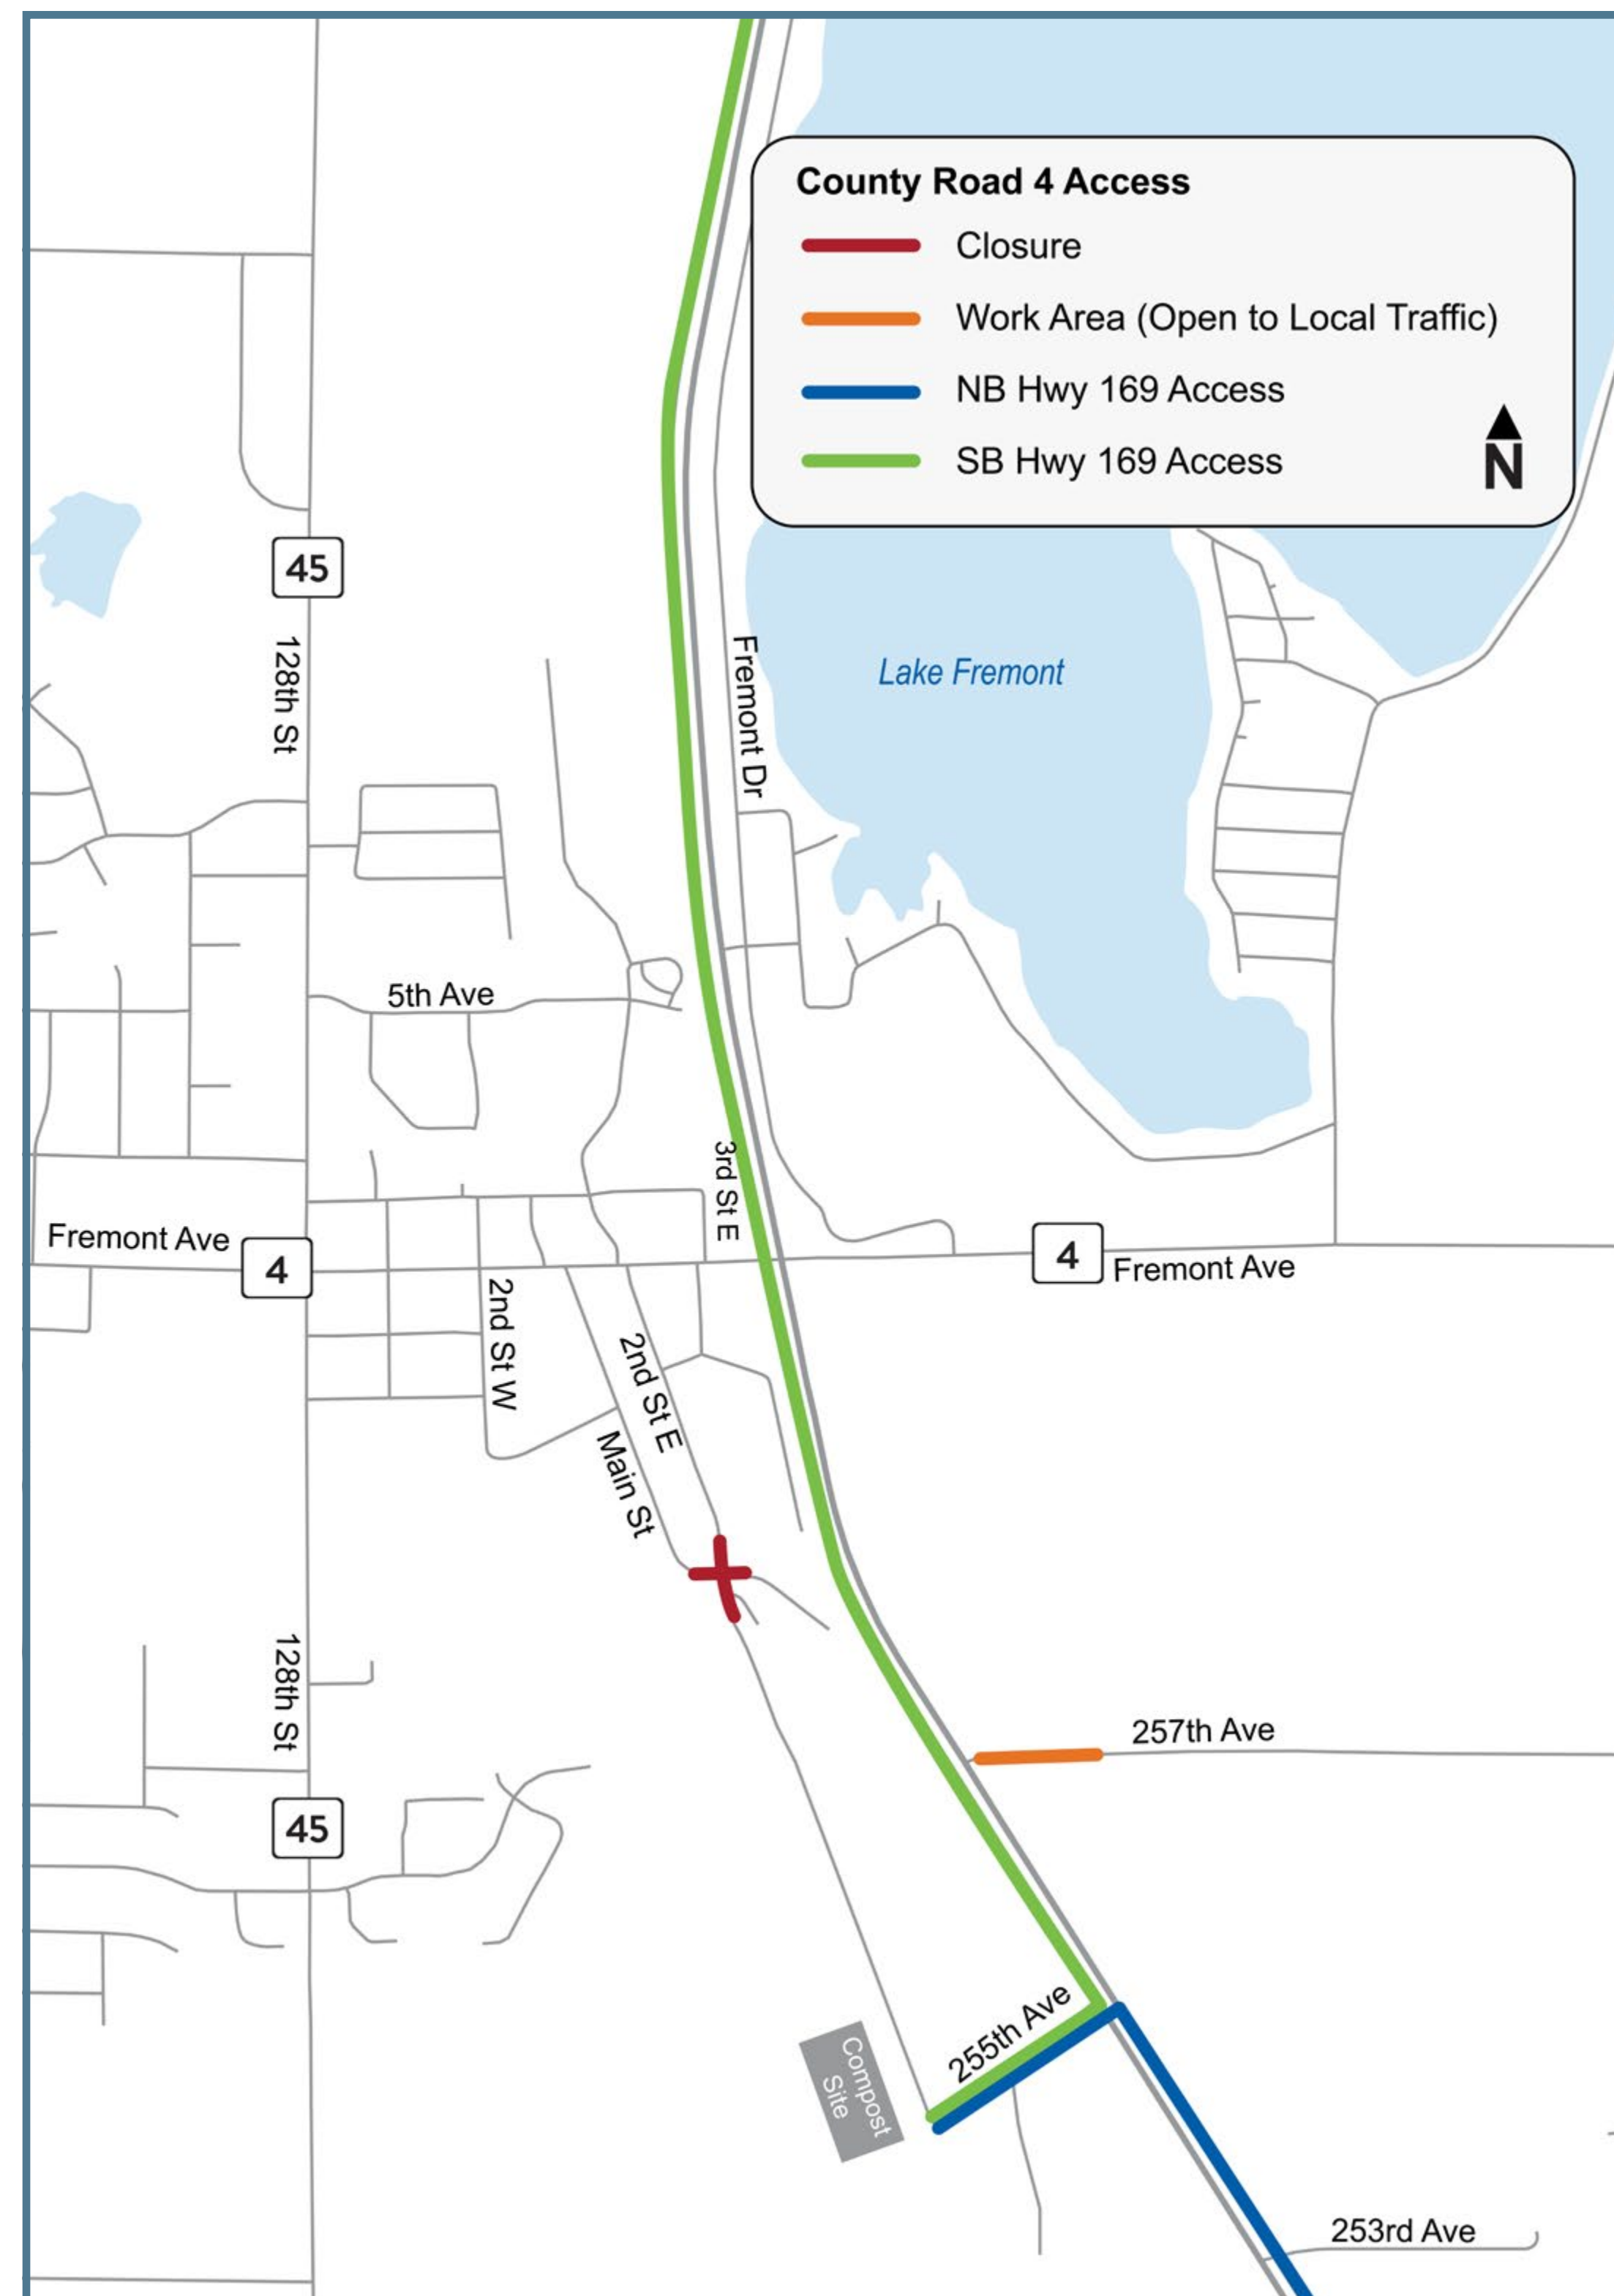 County Road 4 Access
Closure
Work Area (Open to Local Traffic)
NB Hwy 169 Access
SB Hwy 169 Access
N
45
128th St
Fremont Dr
Lake Fremont
5th Ave
3rd St E
Fremont Ave
4
4
Fremont Ave
2nd St W
2nd St E
Main St
128th St
257th Ave
45
255th Ave
Compost
Site
253rd Ave